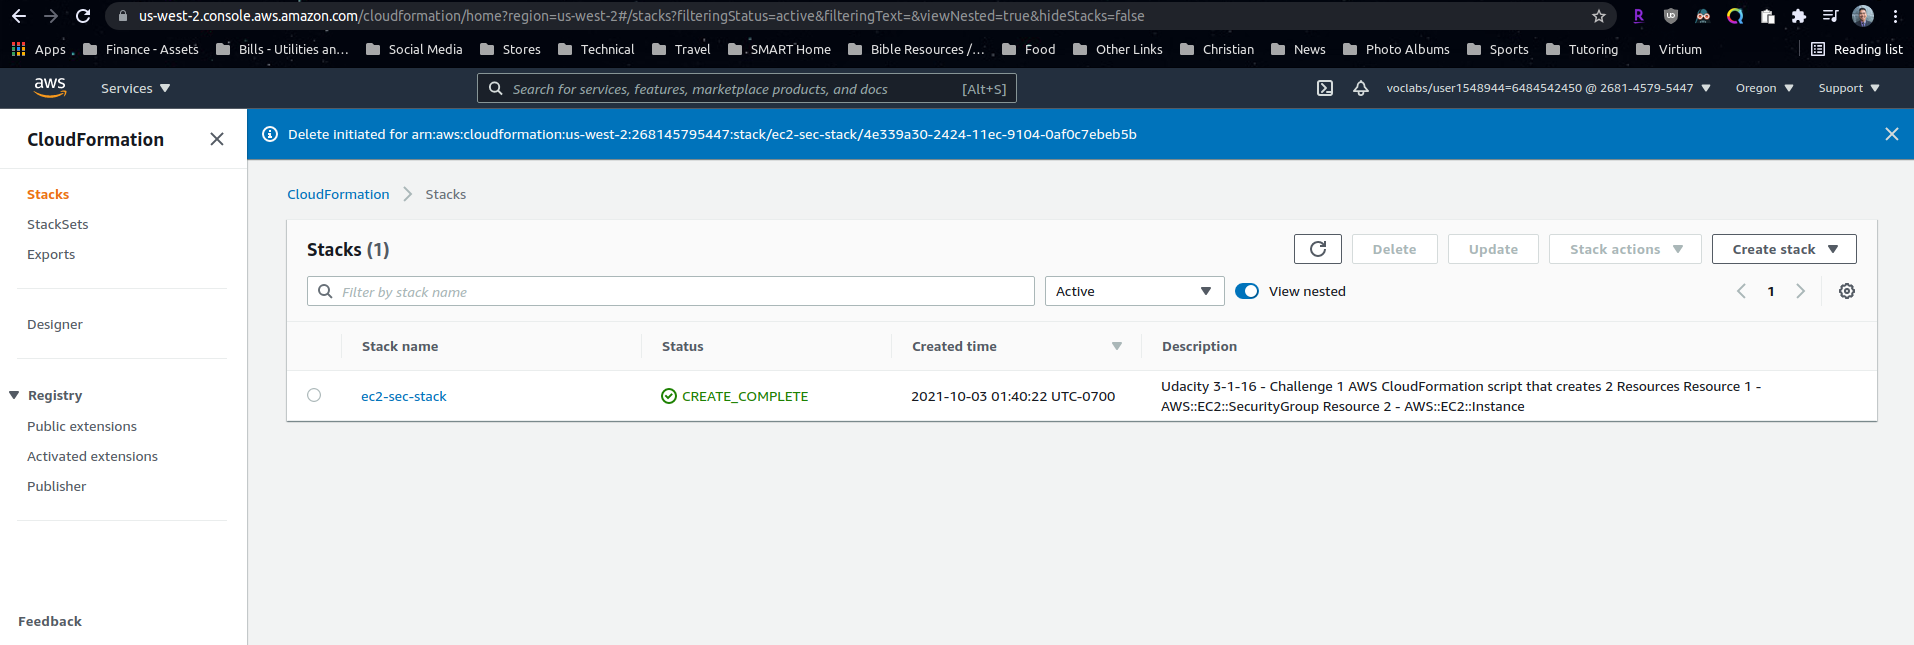 us-west-2.console.aws.amazon.com/cloudformation/home?region=us-west-2#/stacks?filteringStatus=active&filteringText=&viewNested=true&hideStacks=false
Apps Finance - Assets Bills - Utilities an... Social Media Stores Technical Travel SMART Home Bible Resources /... Food Other Links Christian News Photo Albums Sports Tutoring Virtium Reading list
aws Services Search for services, features, marketplace products, and docs [Alt+S] voclabs/user1548944=6484542450 @ 2681-4579-5447 Oregon Support
CloudFormation
Stacks
StackSets
Exports
Designer
Registry
Public extensions
Activated extensions
Publisher
Feedback
Delete initiated for arn:aws:cloudformation:us-west-2:268145795447:stack/ec2-sec-stack/4e339a30-2424-11ec-9104-0af0c7ebeb5b
CloudFormation Stacks
Stacks (1) Delete Update Stack actions Create stack
Filter by stack name Active View nested 1
Stack name Status Created time Description
ec2-sec-stack CREATE_COMPLETE 2021-10-03 01:40:22 UTC-0700 Udacity 3-1-16 - Challenge 1 AWS CloudFormation script that creates 2 Resources Resource 1 -
AWS::EC2::SecurityGroup Resource 2 - AWS::EC2::Instance